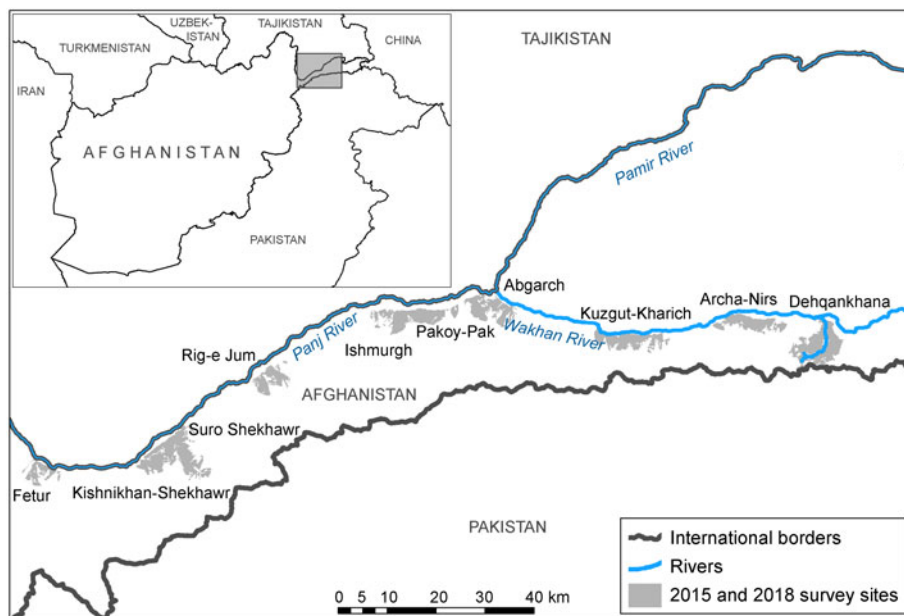 UZBEK-
ISTAN
TAJIKISTAN
TURKMENISTAN
CHINA
IRAN
AFGHANISTAN
PAKISTAN
TAJIKISTAN
Pamir River
Abgarch
Kuzgut-Kharich
Archa-Nirs
Dehqankhana
Pakoy-Pak
Wakhan River
Panj River
Ishmurgh
Rig-e Jum
AFGHANISTAN
Suro Shekhawr
Fetur
Kishnikhan-Shekhawr
PAKISTAN
International borders
Rivers
2015 and 2018 survey sites
0 5 10 20 30 40 km